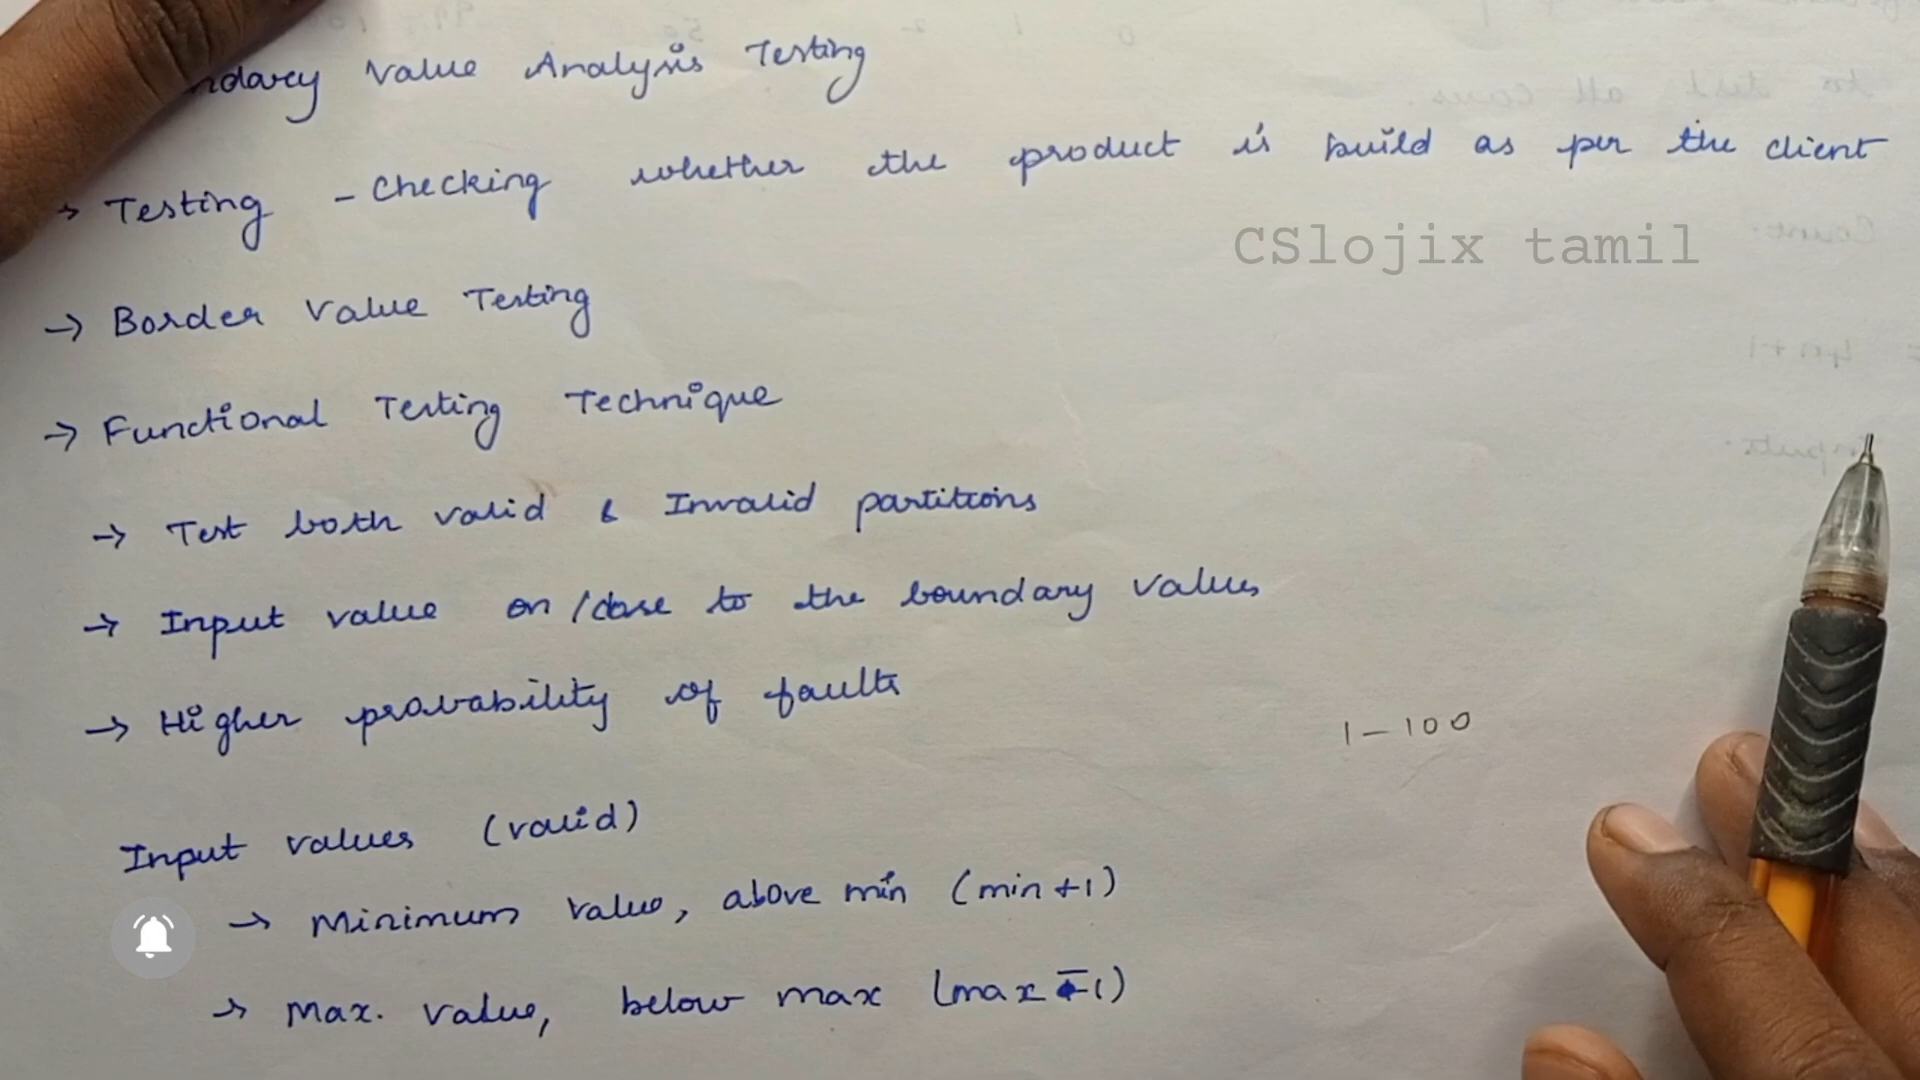 ndary Value Analysis Testing
→ Testing - Checking whether the product is build as per the client
CSlojix tamil
→ Border Value Testing
→ Functional Testing Technique
→ Test both valid & Invalid partitions
→ Input value on/close to the boundary values
→ Higher probability of faults
1-100
Input values (valid)
→ Minimum value, above min (min+1)
→ Max. value, below max (max-1)